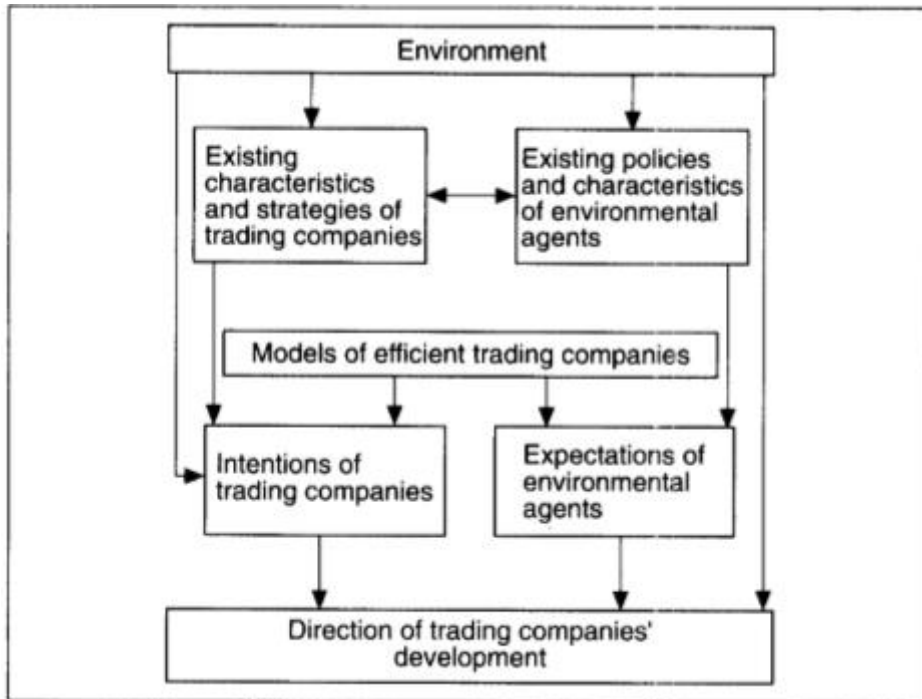 Environment
Existing
characteristics
and strategies of
trading companies
Existing policies
and characteristics
of environmental
agents
Models of efficient trading companies
Intentions of
trading companies
Expectations of
environmental
agents
Direction of trading companies'
development